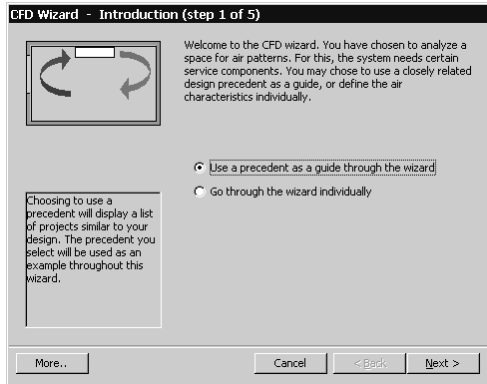 CFD Wizard - Introduction (step 1 of 5)
Welcome to the CFD wizard. You have chosen to analyze a
space for air patterns. For this, the system needs certain
service components. You may chose to use a closely related
design precedent as a guide, or define the air
characteristics individually.
Use a precedent as a guide through the wizard
Go through the wizard individually
Choosing to use a
precedent will display a list
of projects similar to your
design. The precedent you
select will be used as an
example throughout this
wizard.
More..
Cancel
< Back
Next >